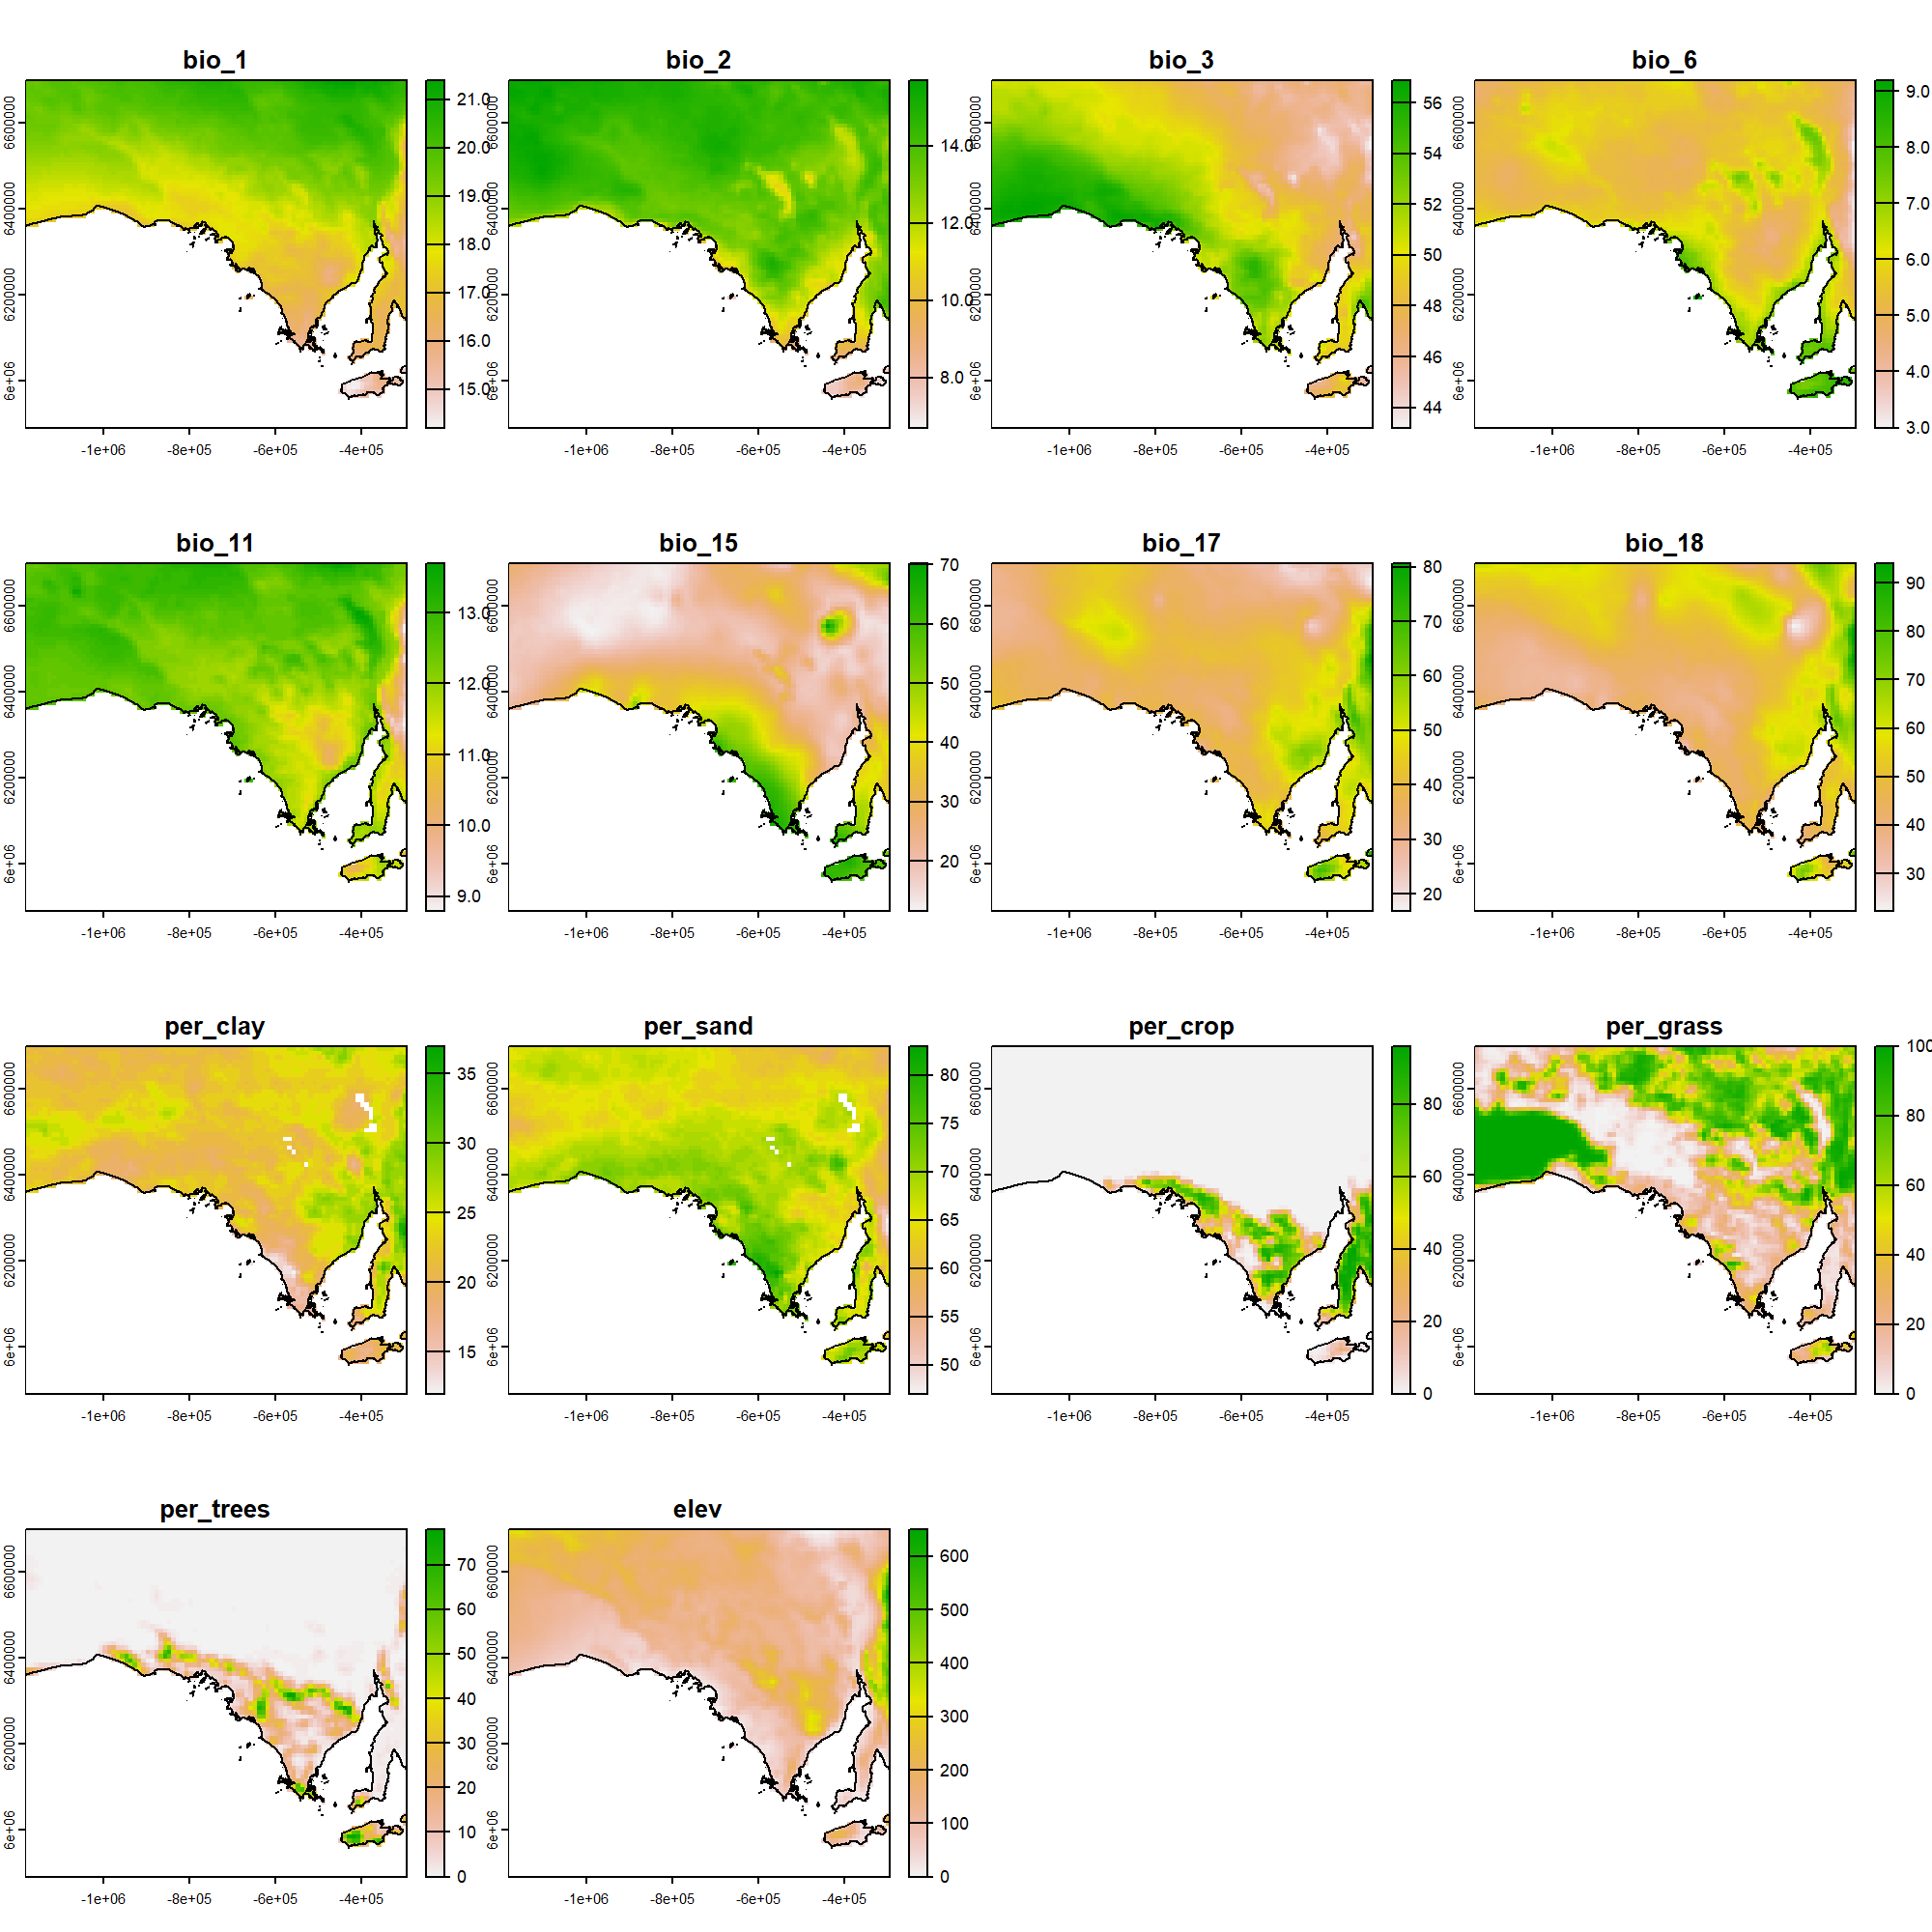 bio_1 bio_2 bio_3 bio_6
6600000 6400000 6200000 6e+06
-1e+06 -8e+05 -6e+05 -4e+05
21.0 20.0 19.0 18.0 17.0 16.0 15.0
6600000 6400000 6200000 6e+06
-1e+06 -8e+05 -6e+05 -4e+05
14.0 12.0 10.0 8.0
6600000 6400000 6200000 6e+06
-1e+06 -8e+05 -6e+05 -4e+05
56 54 52 50 48 46 44
6600000 6400000 6200000 6e+06
-1e+06 -8e+05 -6e+05 -4e+05
9.0 8.0 7.0 6.0 5.0 4.0 3.0
bio_11 bio_15 bio_17 bio_18
6600000 6400000 6200000 6e+06
-1e+06 -8e+05 -6e+05 -4e+05
13.0 12.0 11.0 10.0 9.0
6600000 6400000 6200000 6e+06
-1e+06 -8e+05 -6e+05 -4e+05
70 60 50 40 30 20
6600000 6400000 6200000 6e+06
-1e+06 -8e+05 -6e+05 -4e+05
80 70 60 50 40 30 20
6600000 6400000 6200000 6e+06
-1e+06 -8e+05 -6e+05 -4e+05
90 80 70 60 50 40 30
per_clay per_sand per_crop per_grass
6600000 6400000 6200000 6e+06
-1e+06 -8e+05 -6e+05 -4e+05
35 30 25 20 15
6600000 6400000 6200000 6e+06
-1e+06 -8e+05 -6e+05 -4e+05
80 75 70 65 60 55 50
6600000 6400000 6200000 6e+06
-1e+06 -8e+05 -6e+05 -4e+05
80 60 40 20 0
6600000 6400000 6200000 6e+06
-1e+06 -8e+05 -6e+05 -4e+05
100 80 60 40 20 0
per_trees elev
6600000 6400000 6200000 6e+06
-1e+06 -8e+05 -6e+05 -4e+05
70 60 50 40 30 20 10 0
6600000 6400000 6200000 6e+06
-1e+06 -8e+05 -6e+05 -4e+05
600 500 400 300 200 100 0